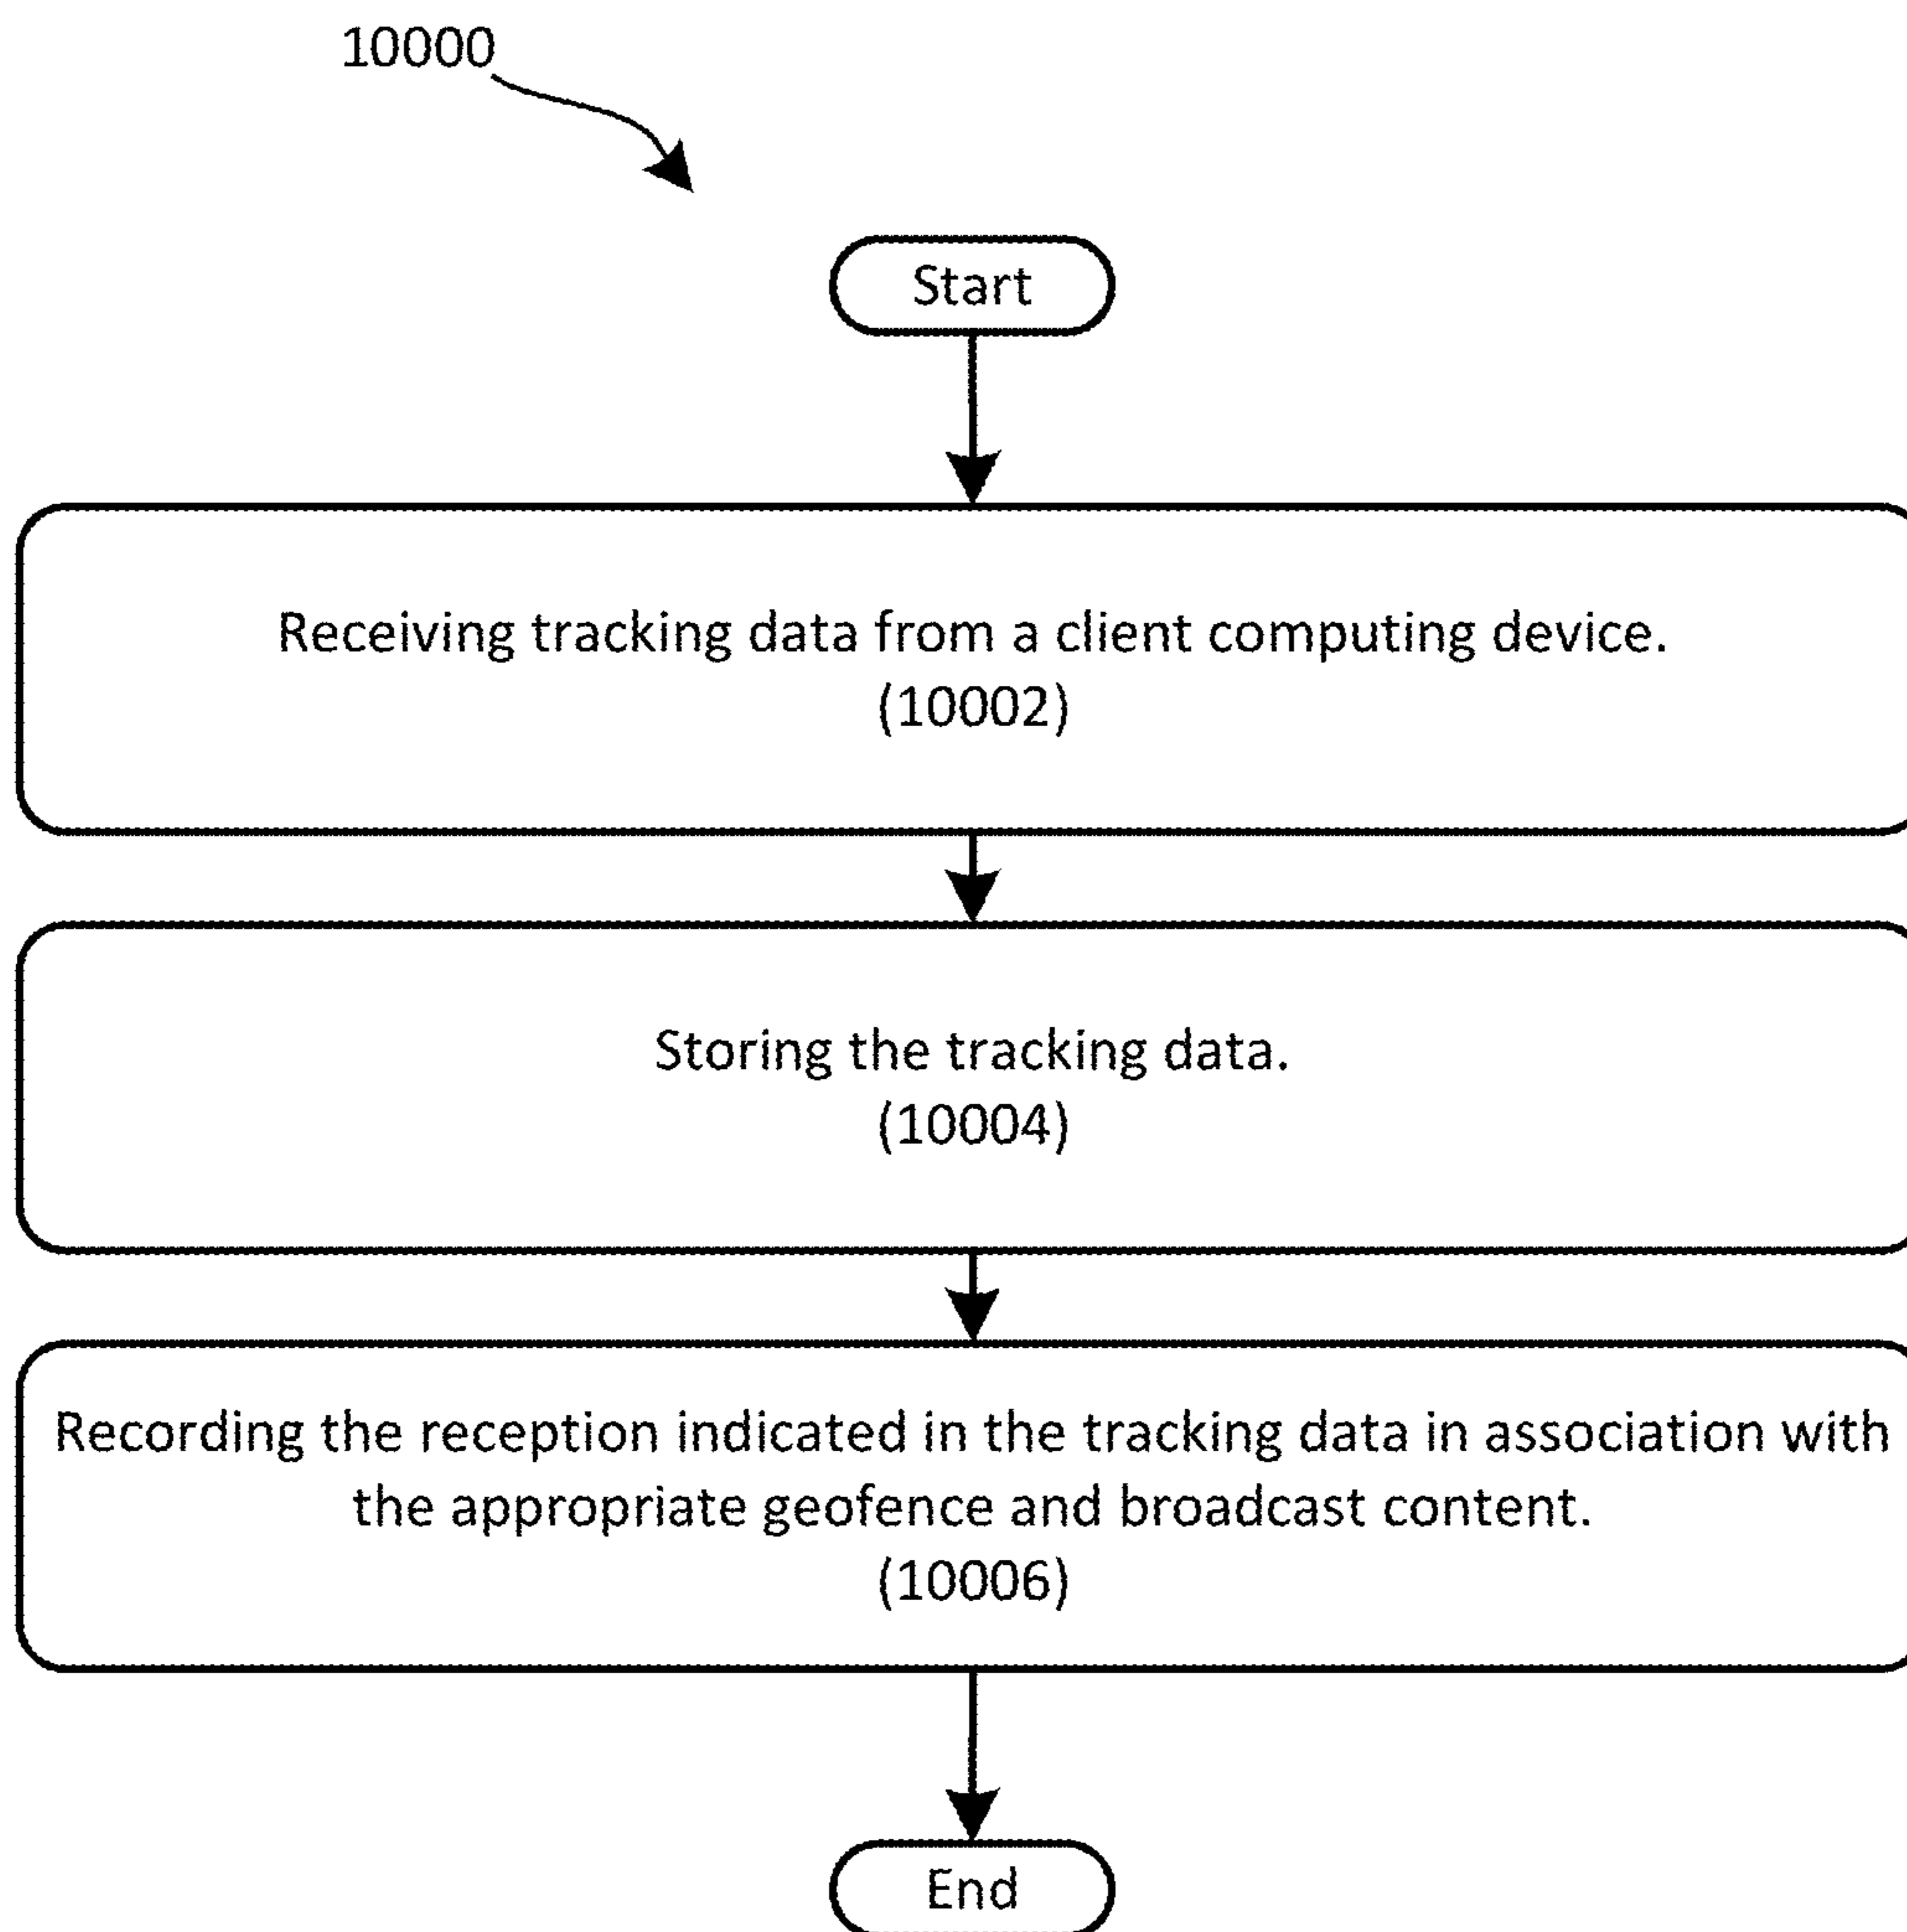 10000
Start
Receiving tracking data from a client computing device.
(10002)
Storing the tracking data.
(10004)
Recording the reception indicated in the tracking data in association with
the appropriate geofence and broadcast content.
(10006)
End